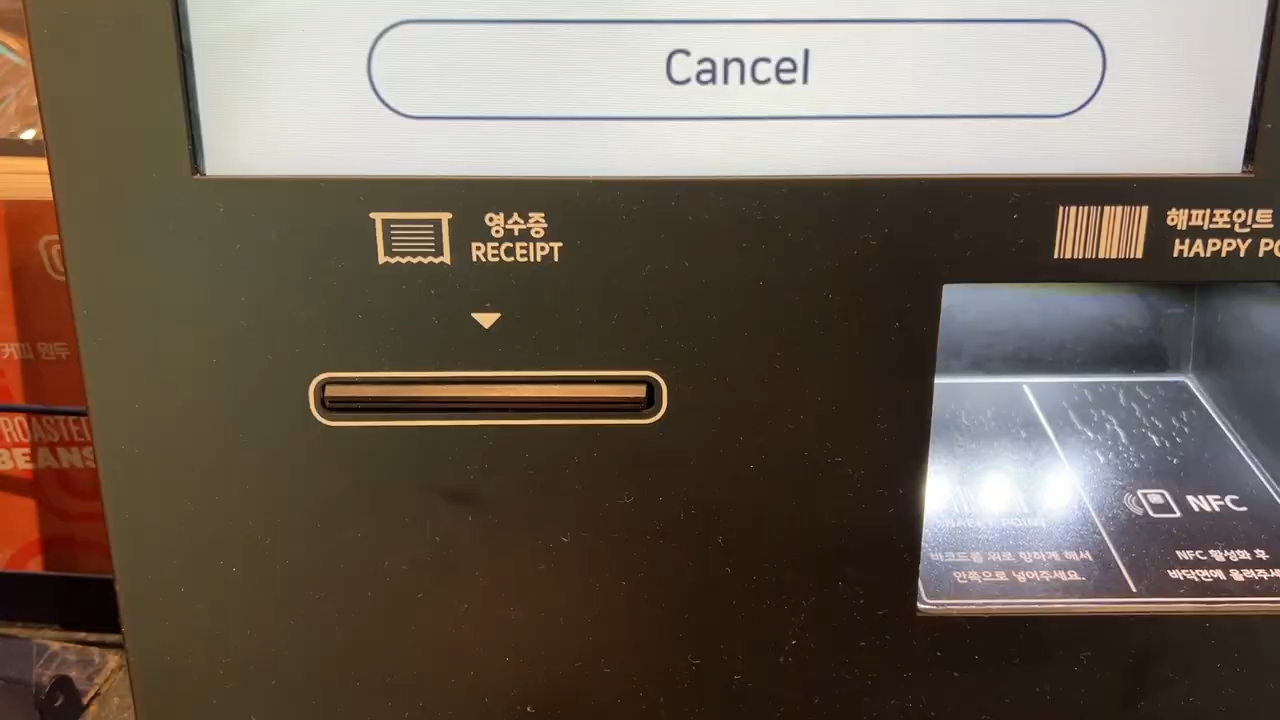 Cancel
영수증
RECEIPT
해피포인트
HAPPY
커피 원두
ROASTED
BEANS
HAPPY POINT
바코드를 위로 향하게 해서
안쪽으로 넣어주세요.
NFC
NFC 활성화 후
바닥면에 올려주세